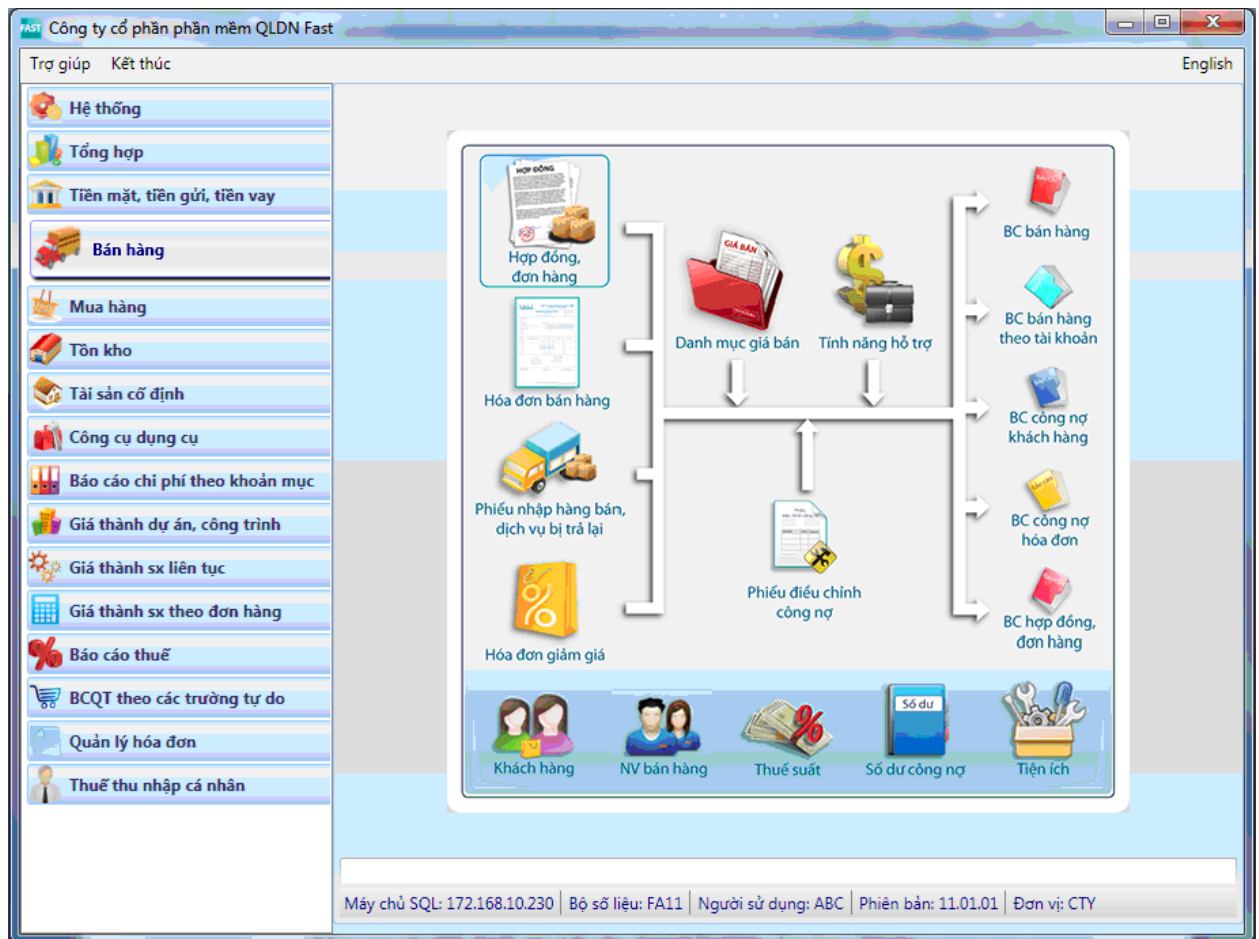 FAST Công ty cổ phần phần mềm QLDN Fast
Trợ giúp Kết thúc English
Hệ thống
Tổng hợp
Tiền mặt, tiền gửi, tiền vay
Bán hàng
Mua hàng
Tồn kho
Tài sản cố định
Công cụ dụng cụ
Báo cáo chi phí theo khoản mục
Giá thành dự án, công trình
Giá thành sx liên tục
Giá thành sx theo đơn hàng
Báo cáo thuế
BCQT theo các trường tự do
Quản lý hóa đơn
Thuế thu nhập cá nhân
HỢP ĐỒNG
Hợp đồng,
đơn hàng
Hóa đơn bán hàng
Phiếu nhập hàng bán,
dịch vụ bị trả lại
Hóa đơn giảm giá
GIÁ BÁN
Danh mục giá bán
Tính năng hỗ trợ
Phiếu
Phiếu điều chỉnh
công nợ
BC bán hàng
BC bán hàng
theo tài khoản
BC công nợ
khách hàng
BC công nợ
hóa đơn
BC hợp đồng,
đơn hàng
Khách hàng
NV bán hàng
Thuế suất
Số dư
Số dư công nợ
Tiện ích
Máy chủ SQL: 172.168.10.230 Bộ số liệu: FA11 Người sử dụng: ABC Phiên bản: 11.01.01 Đơn vị: CTY